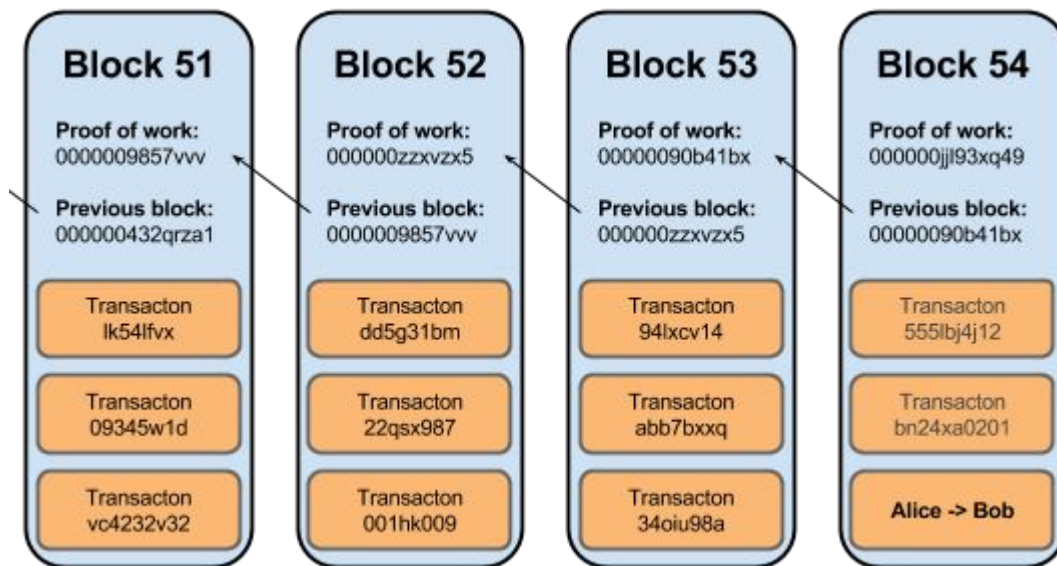 Block 51
Proof of work:
0000009857vvv
Previous block:
000000432qrza1
Transacton
lk54lfvx
Transacton
09345w1d
Transacton
vc4232v32
Block 52
Proof of work:
000000zzxvzx5
Previous block:
0000009857vvv
Transacton
dd5g31bm
Transacton
22qsx987
Transacton
001hk009
Block 53
Proof of work:
00000090b41bx
Previous block:
000000zzxvzx5
Transacton
94lxcv14
Transacton
abb7bxxq
Transacton
34oiu98a
Block 54
Proof of work:
000000jjl93xq49
Previous block:
00000090b41bx
Transacton
555lbj4j12
Transacton
bn24xa0201
Alice -> Bob